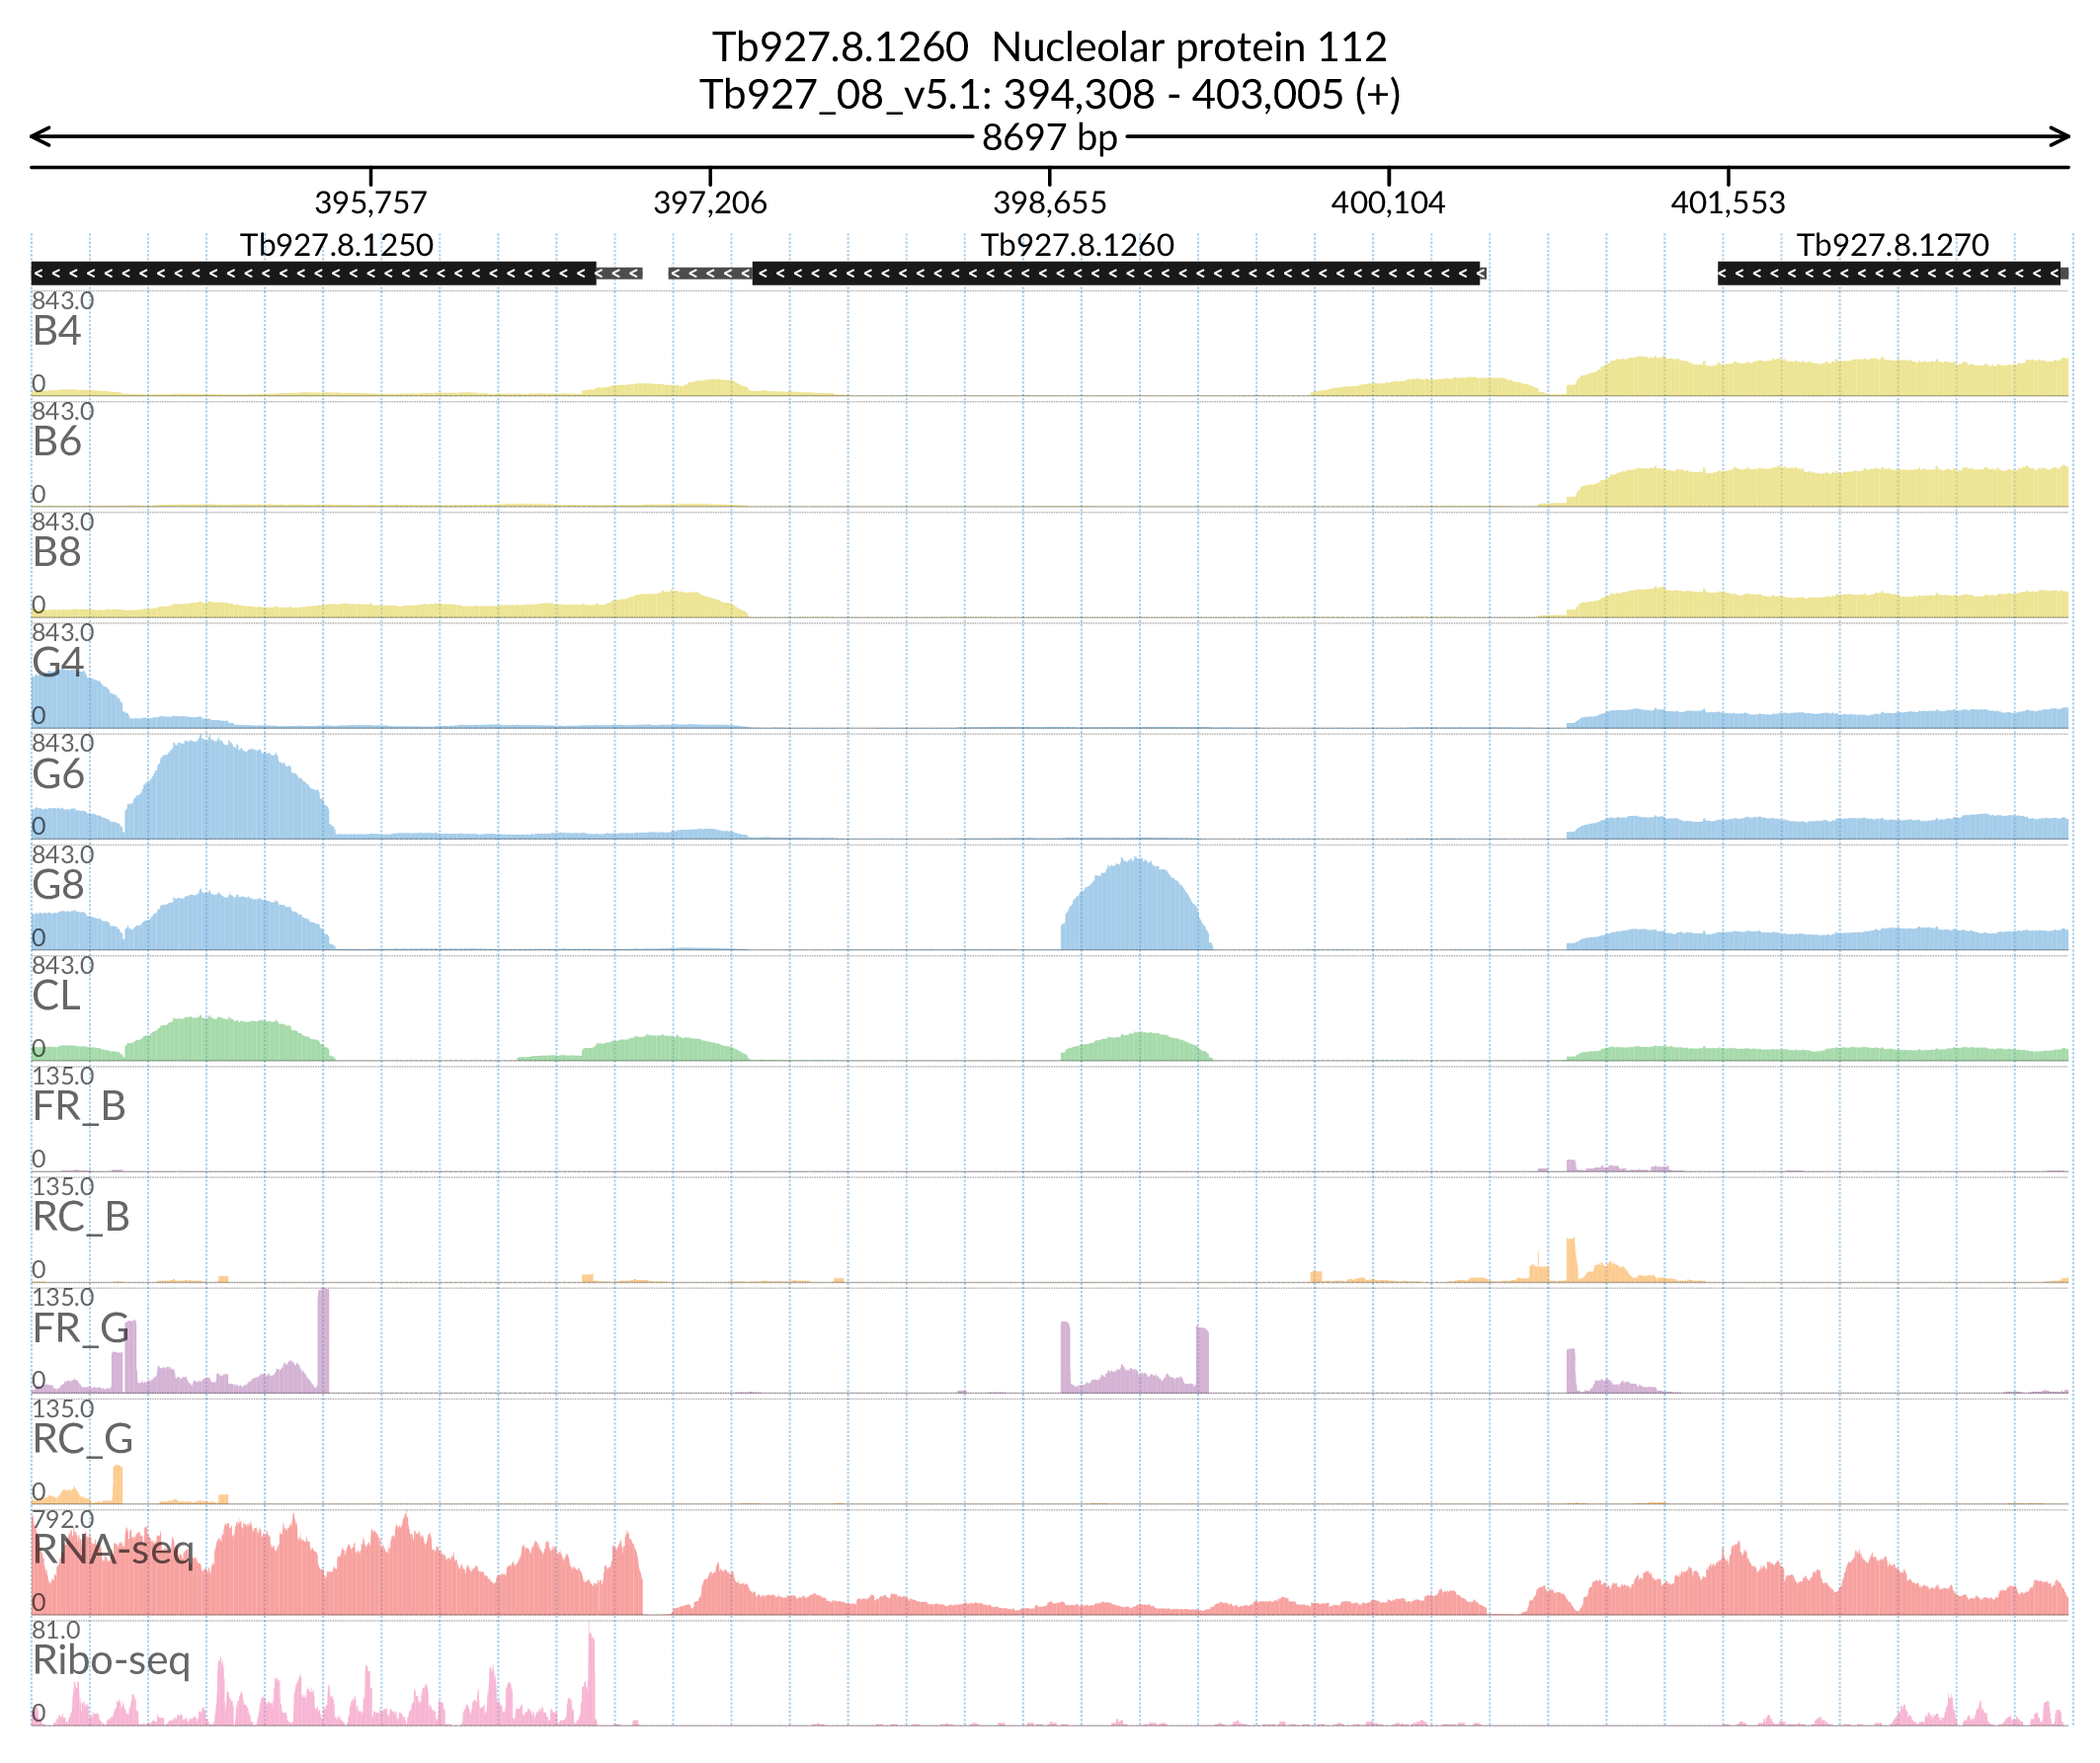 Tb927.8.1260 Nucleolar protein 112
Tb927_08_v5.1: 394,308 - 403,005 (+)
8697 bp
395,757 397,206 398,655 400,104 401,553
Tb927.8.1250 Tb927.8.1260 Tb927.8.1270
843.0
B4
0
843.0
B6
0
843.0
B8
0
843.0
G4
0
843.0
G6
0
843.0
G8
0
843.0
CL
0
135.0
FR_B
0
135.0
RC_B
0
135.0
FR_G
0
135.0
RC_G
0
792.0
RNA-seq
0
81.0
Ribo-seq
0